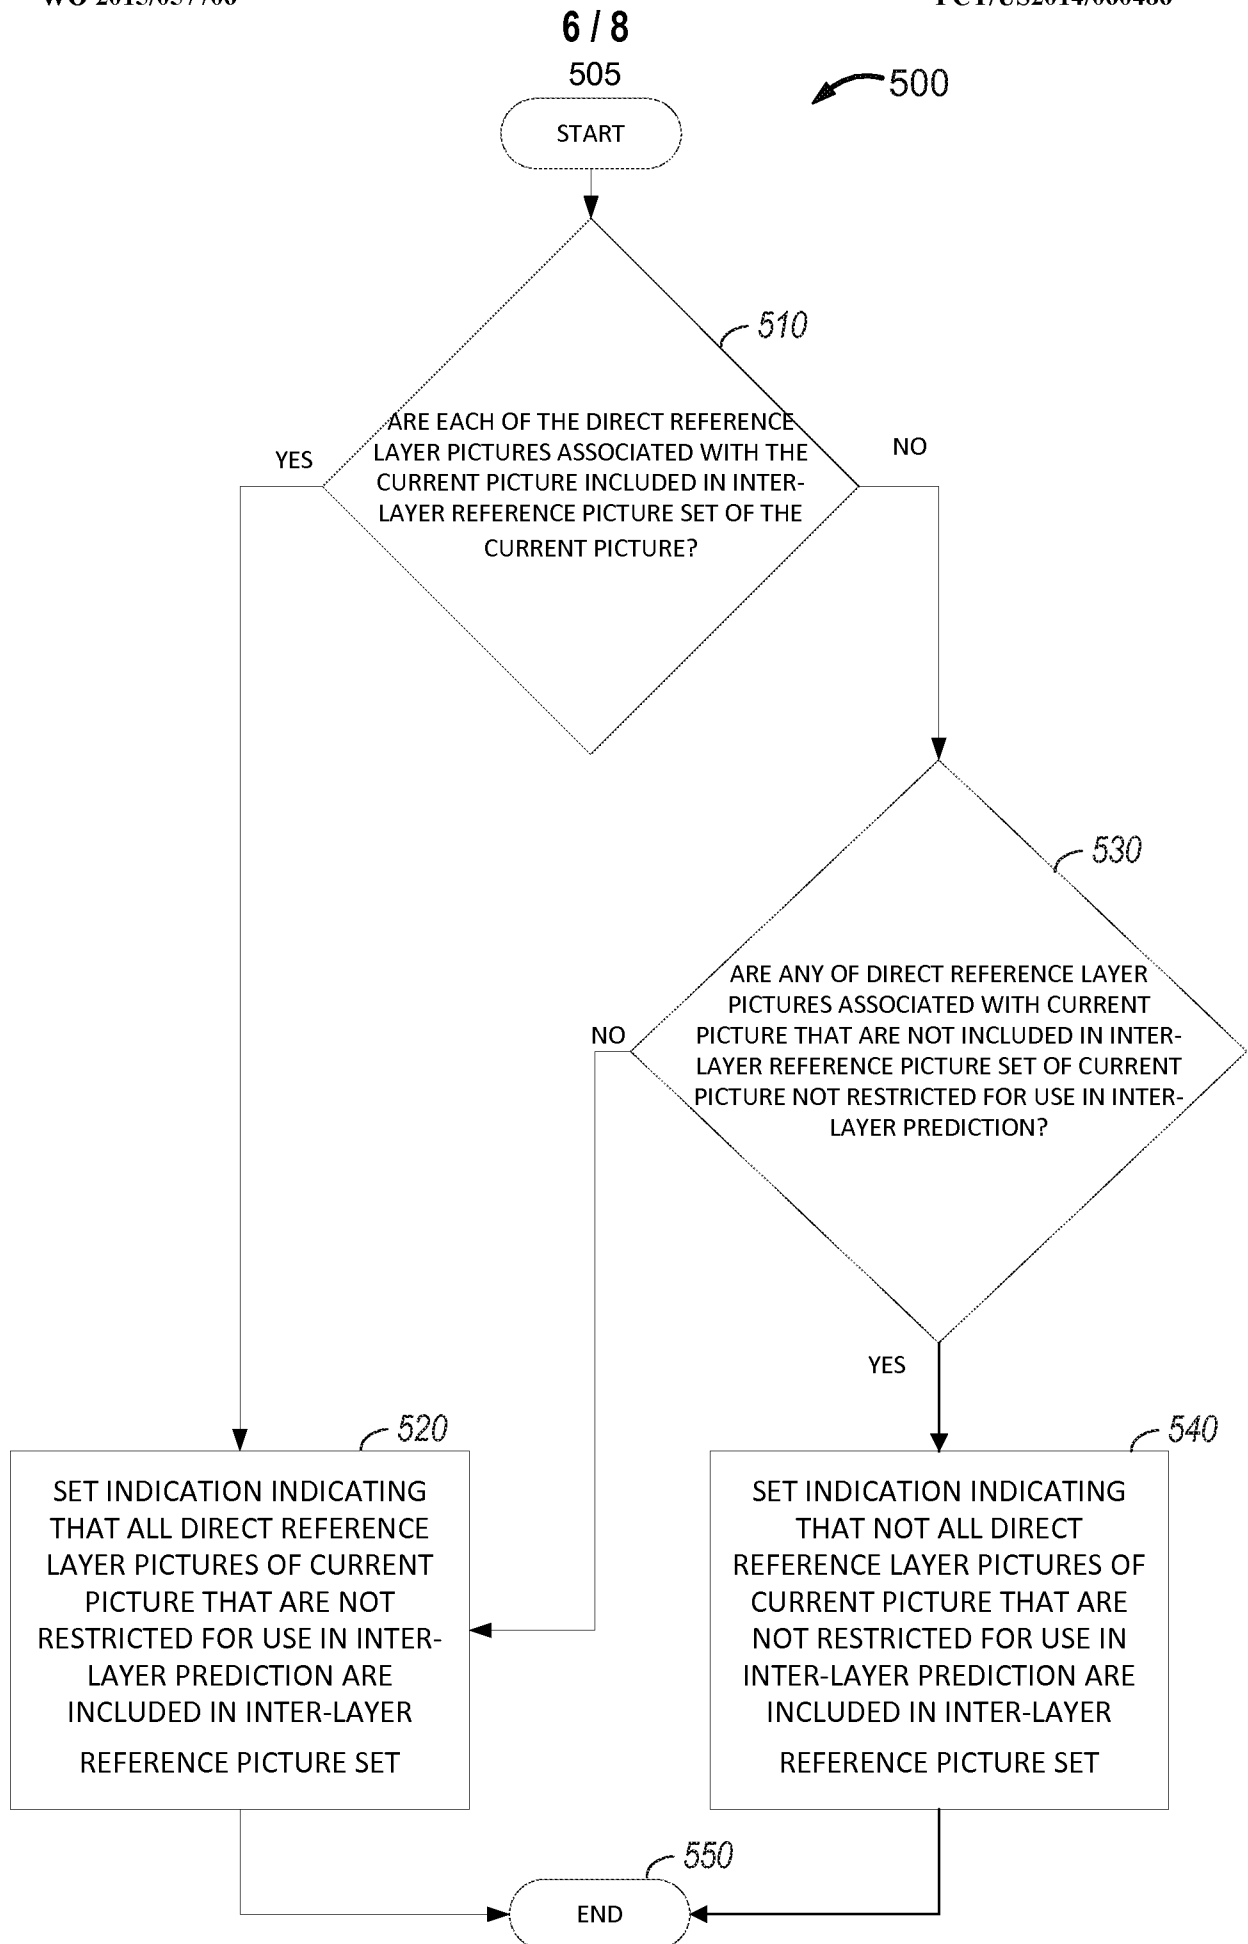 6 / 8
505
500
START
510
ARE EACH OF THE DIRECT REFERENCE
LAYER PICTURES ASSOCIATED WITH THE
CURRENT PICTURE INCLUDED IN INTER-
LAYER REFERENCE PICTURE SET OF THE
CURRENT PICTURE?
YES
NO
530
ARE ANY OF DIRECT REFERENCE LAYER
PICTURES ASSOCIATED WITH CURRENT
PICTURE THAT ARE NOT INCLUDED IN INTER-
LAYER REFERENCE PICTURE SET OF CURRENT
PICTURE NOT RESTRICTED FOR USE IN INTER-
LAYER PREDICTION?
NO
YES
520
SET INDICATION INDICATING
THAT ALL DIRECT REFERENCE
LAYER PICTURES OF CURRENT
PICTURE THAT ARE NOT
RESTRICTED FOR USE IN INTER-
LAYER PREDICTION ARE
INCLUDED IN INTER-LAYER
REFERENCE PICTURE SET
540
SET INDICATION INDICATING
THAT NOT ALL DIRECT
REFERENCE LAYER PICTURES OF
CURRENT PICTURE THAT ARE
NOT RESTRICTED FOR USE IN
INTER-LAYER PREDICTION ARE
INCLUDED IN INTER-LAYER
REFERENCE PICTURE SET
550
END